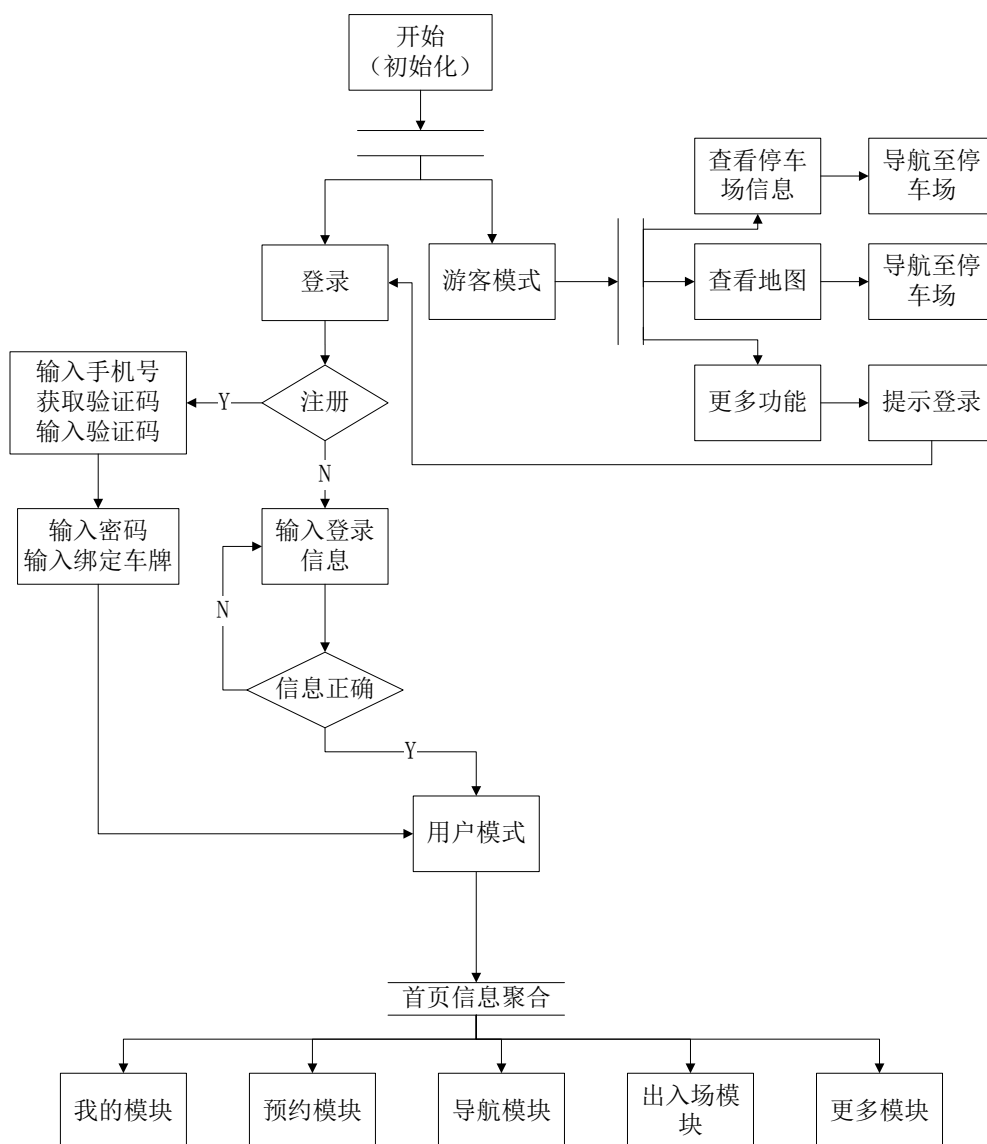 开始
（初始化）
查看停车
场信息
导航至停
车场
登录
游客模式
查看地图
导航至停
车场
输入手机号
获取验证码
输入验证码
Y
注册
更多功能
提示登录
N
输入密码
输入绑定车牌
输入登录
信息
N
信息正确
Y
用户模式
首页信息聚合
我的模块
预约模块
导航模块
出入场模
块
更多模块